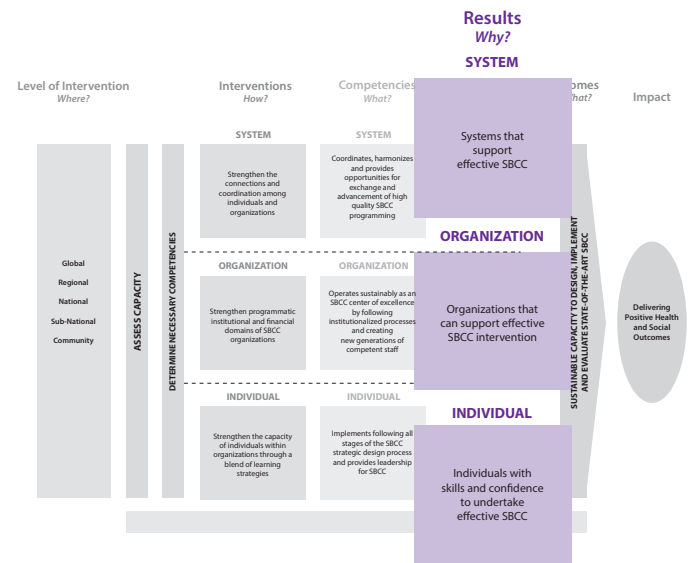 Results
Why?
SYSTEM
Level of Intervention
Where?
Interventions
How?
Competencies
What?
Impact
SYSTEM
Strengthen the
connections and
coordination among
individuals and
organizations
SYSTEM
Coordinates, harmonizes
and provides
opportunities for
exchange and
advancement of high
quality SBCC
programming
Systems that
support
effective SBCC
Global
Regional
National
Sub-National
Community
ASSESS CAPACITY
DETERMINE NECESSARY COMPETENCIES
ORGANIZATION
Strengthen programmatic
institutional and financial
domains of SBCC
organizations
ORGANIZATION
Operates sustainably as an
SBCC center of excellence
by following
institutionalized processes
and creating
new generations of
competent staff
ORGANIZATION
Organizations that
can support effective
SBCC intervention
SUSTAINABLE CAPACITY TO DESIGN, IMPLEMENT
AND EVALUATE STATE-OF-THE-ART SBCC
Delivering
Positive Health
and Social
Outcomes
INDIVIDUAL
Strengthen the capacity
of individuals within
organizations through a
blend of learning
strategies
INDIVIDUAL
Implements following all
stages of the SBCC
strategic design process
and provides leadership
for SBCC
INDIVIDUAL
Individuals with
skills and confidence
to undertake
effective SBCC